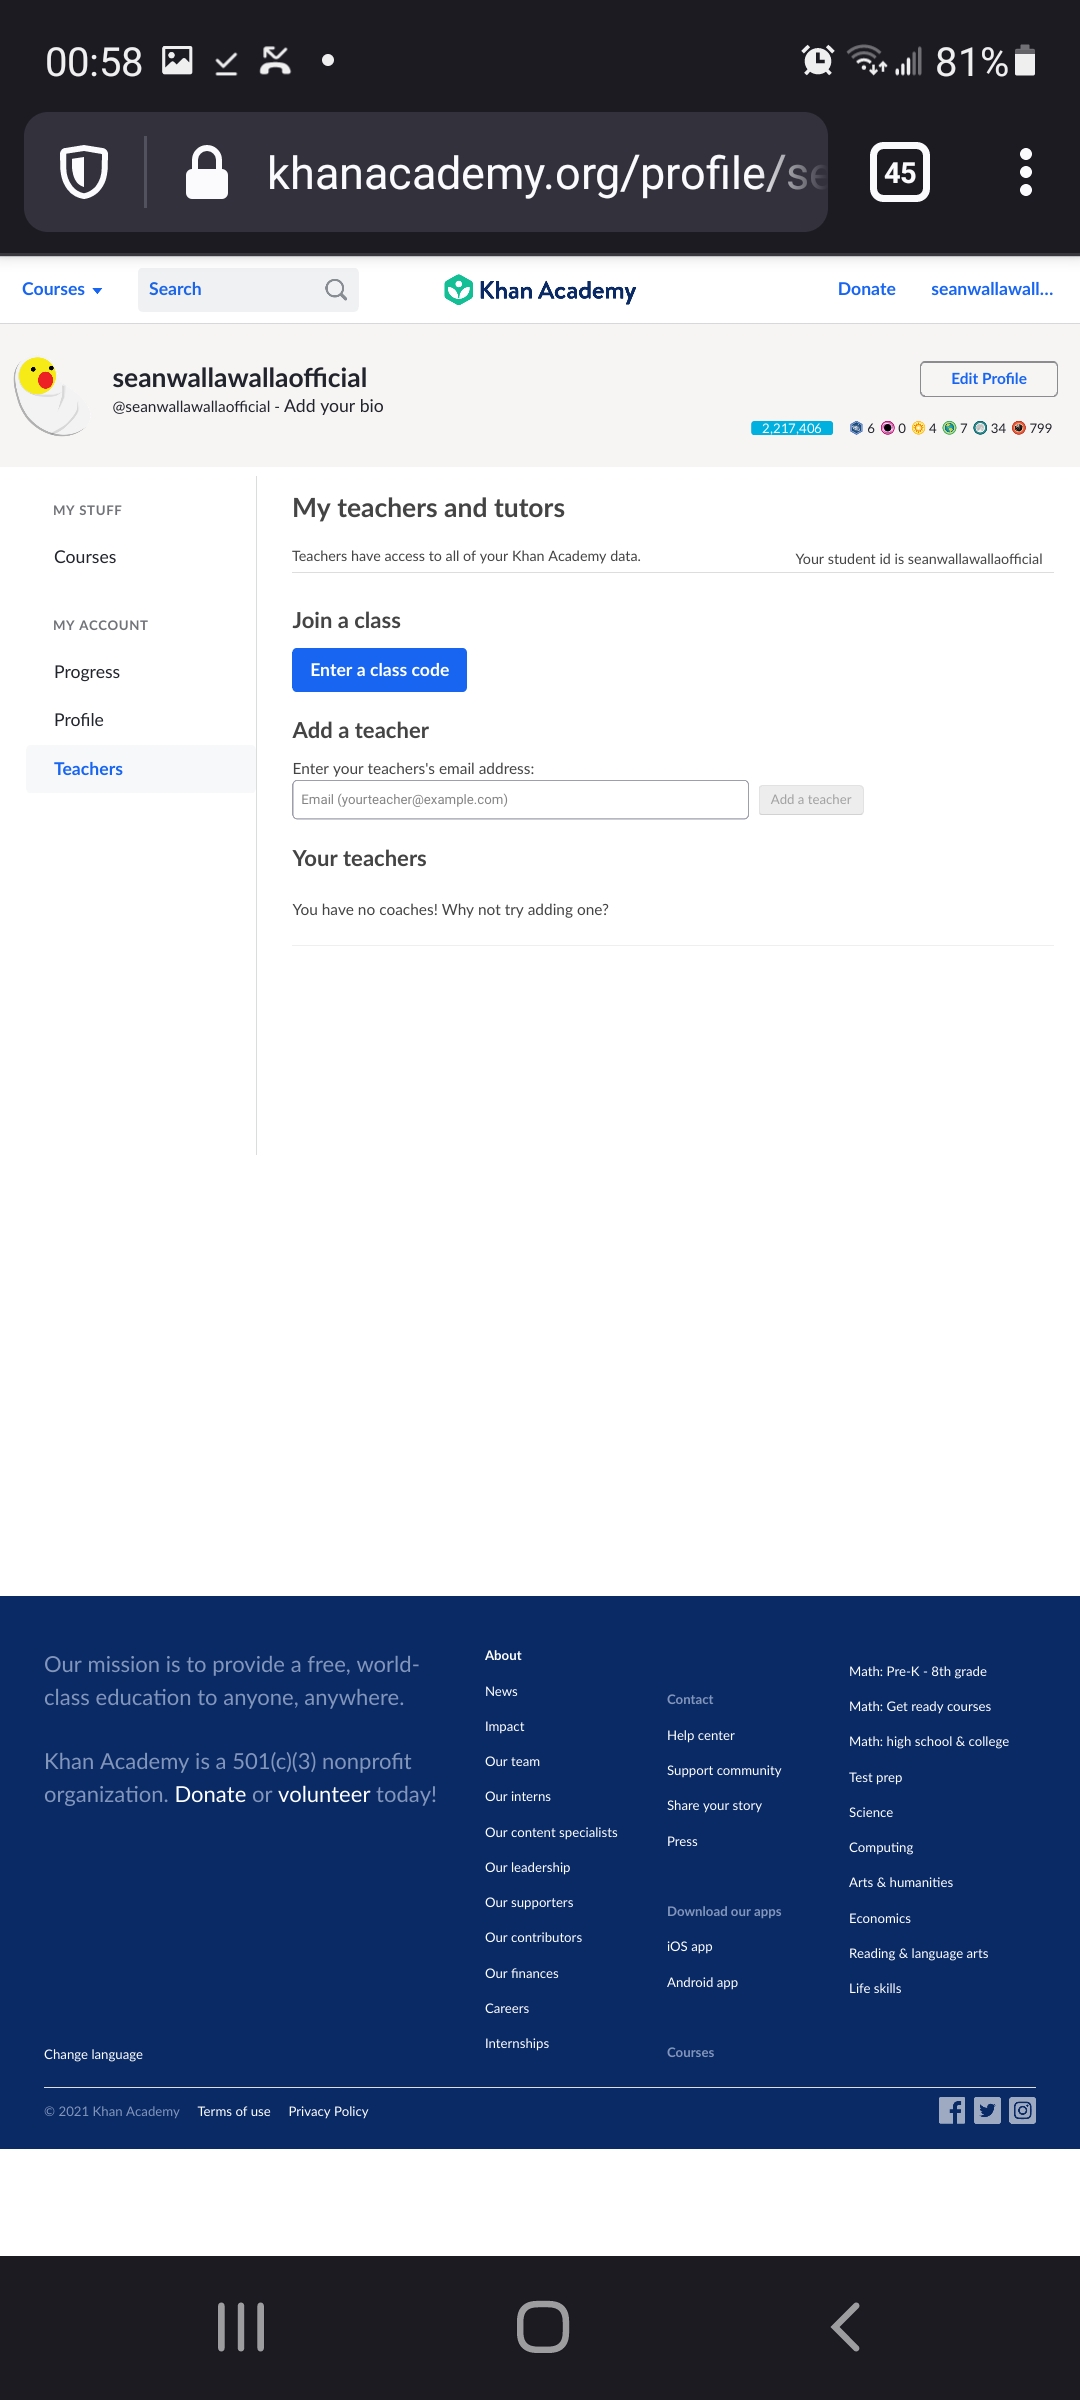 00:58
81%
khanacademy.org/profile/se
45
Courses
Search
Khan Academy
Donate
seanwallawall...
seanwallawallaofficial
@seanwallawallaofficial - Add your bio
Edit Profile
2,217,406 6 0 4 7 34 799
MY STUFF
Courses
MY ACCOUNT
Progress
Profile
Teachers
My teachers and tutors
Teachers have access to all of your Khan Academy data.
Your student id is seanwallawallaofficial
Join a class
Enter a class code
Add a teacher
Enter your teachers's email address:
Email (yourteacher@example.com)
Add a teacher
Your teachers
You have no coaches! Why not try adding one?
Our mission is to provide a free, world-
class education to anyone, anywhere.
Khan Academy is a 501(c)(3) nonprofit
organization. Donate or volunteer today!
About
News
Impact
Our team
Our interns
Our content specialists
Our leadership
Our supporters
Our contributors
Our finances
Careers
Internships
Contact
Help center
Support community
Share your story
Press
Download our apps
iOS app
Android app
Courses
Math: Pre-K - 8th grade
Math: Get ready courses
Math: high school & college
Test prep
Science
Computing
Arts & humanities
Economics
Reading & language arts
Life skills
Change language
© 2021 Khan Academy
Terms of use
Privacy Policy